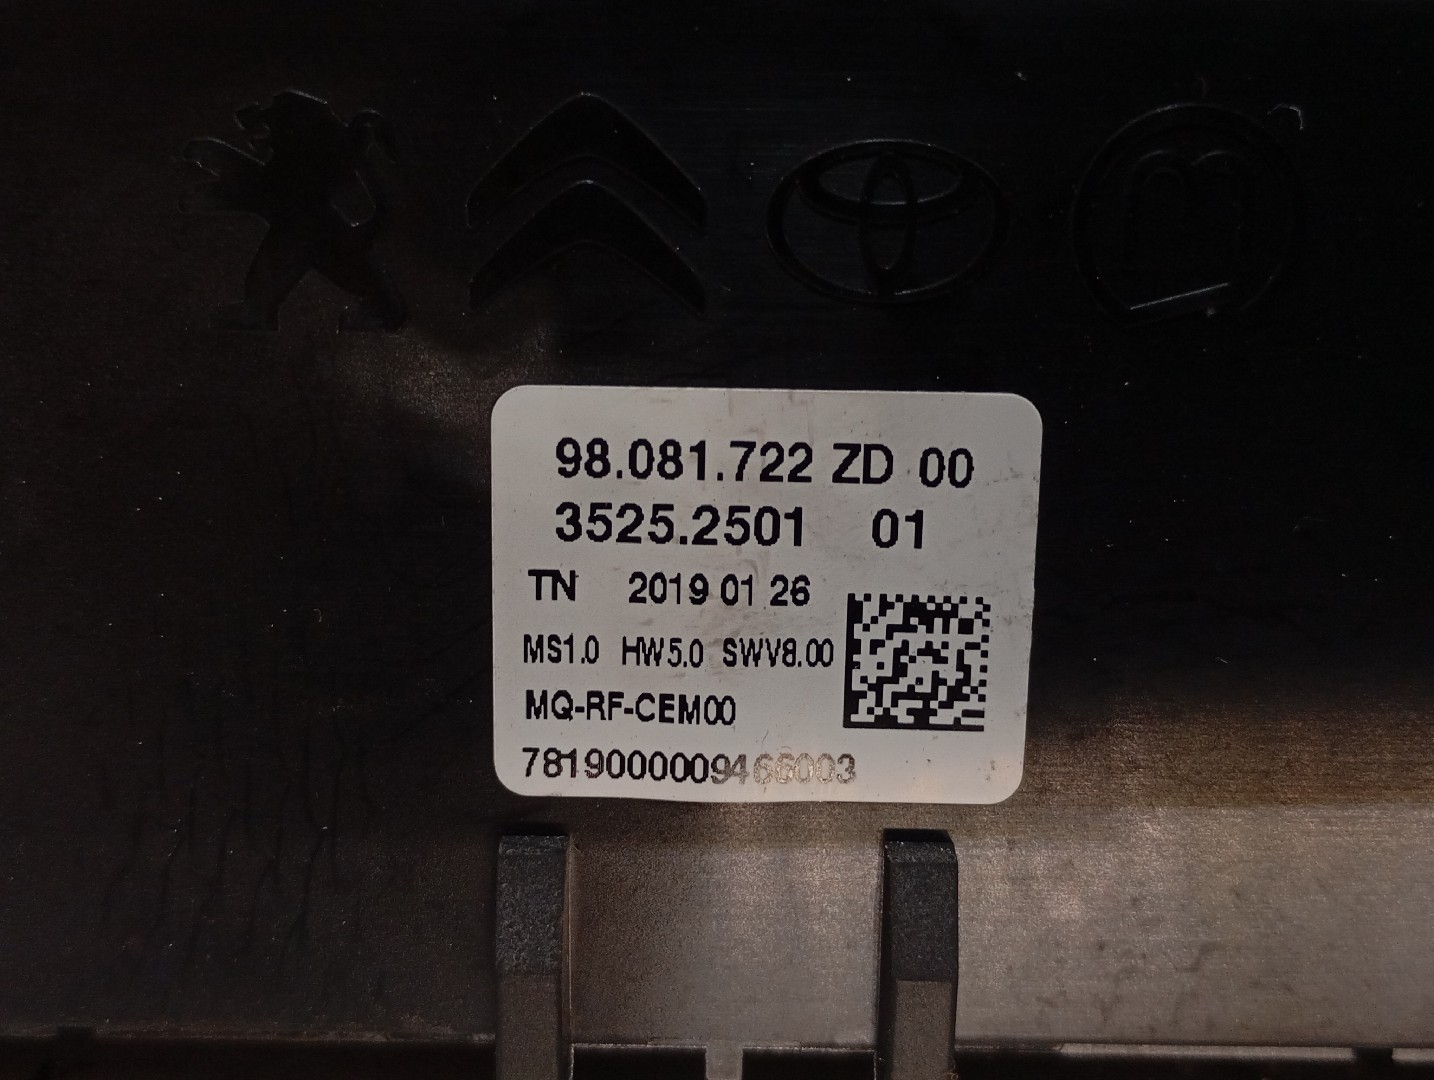 98.081.722 ZD 00
3525.2501 01
TN 2019 01 26
MS1.0 HW5.0 SWV8.00
MQ-RF-CEM00
7819000009466003